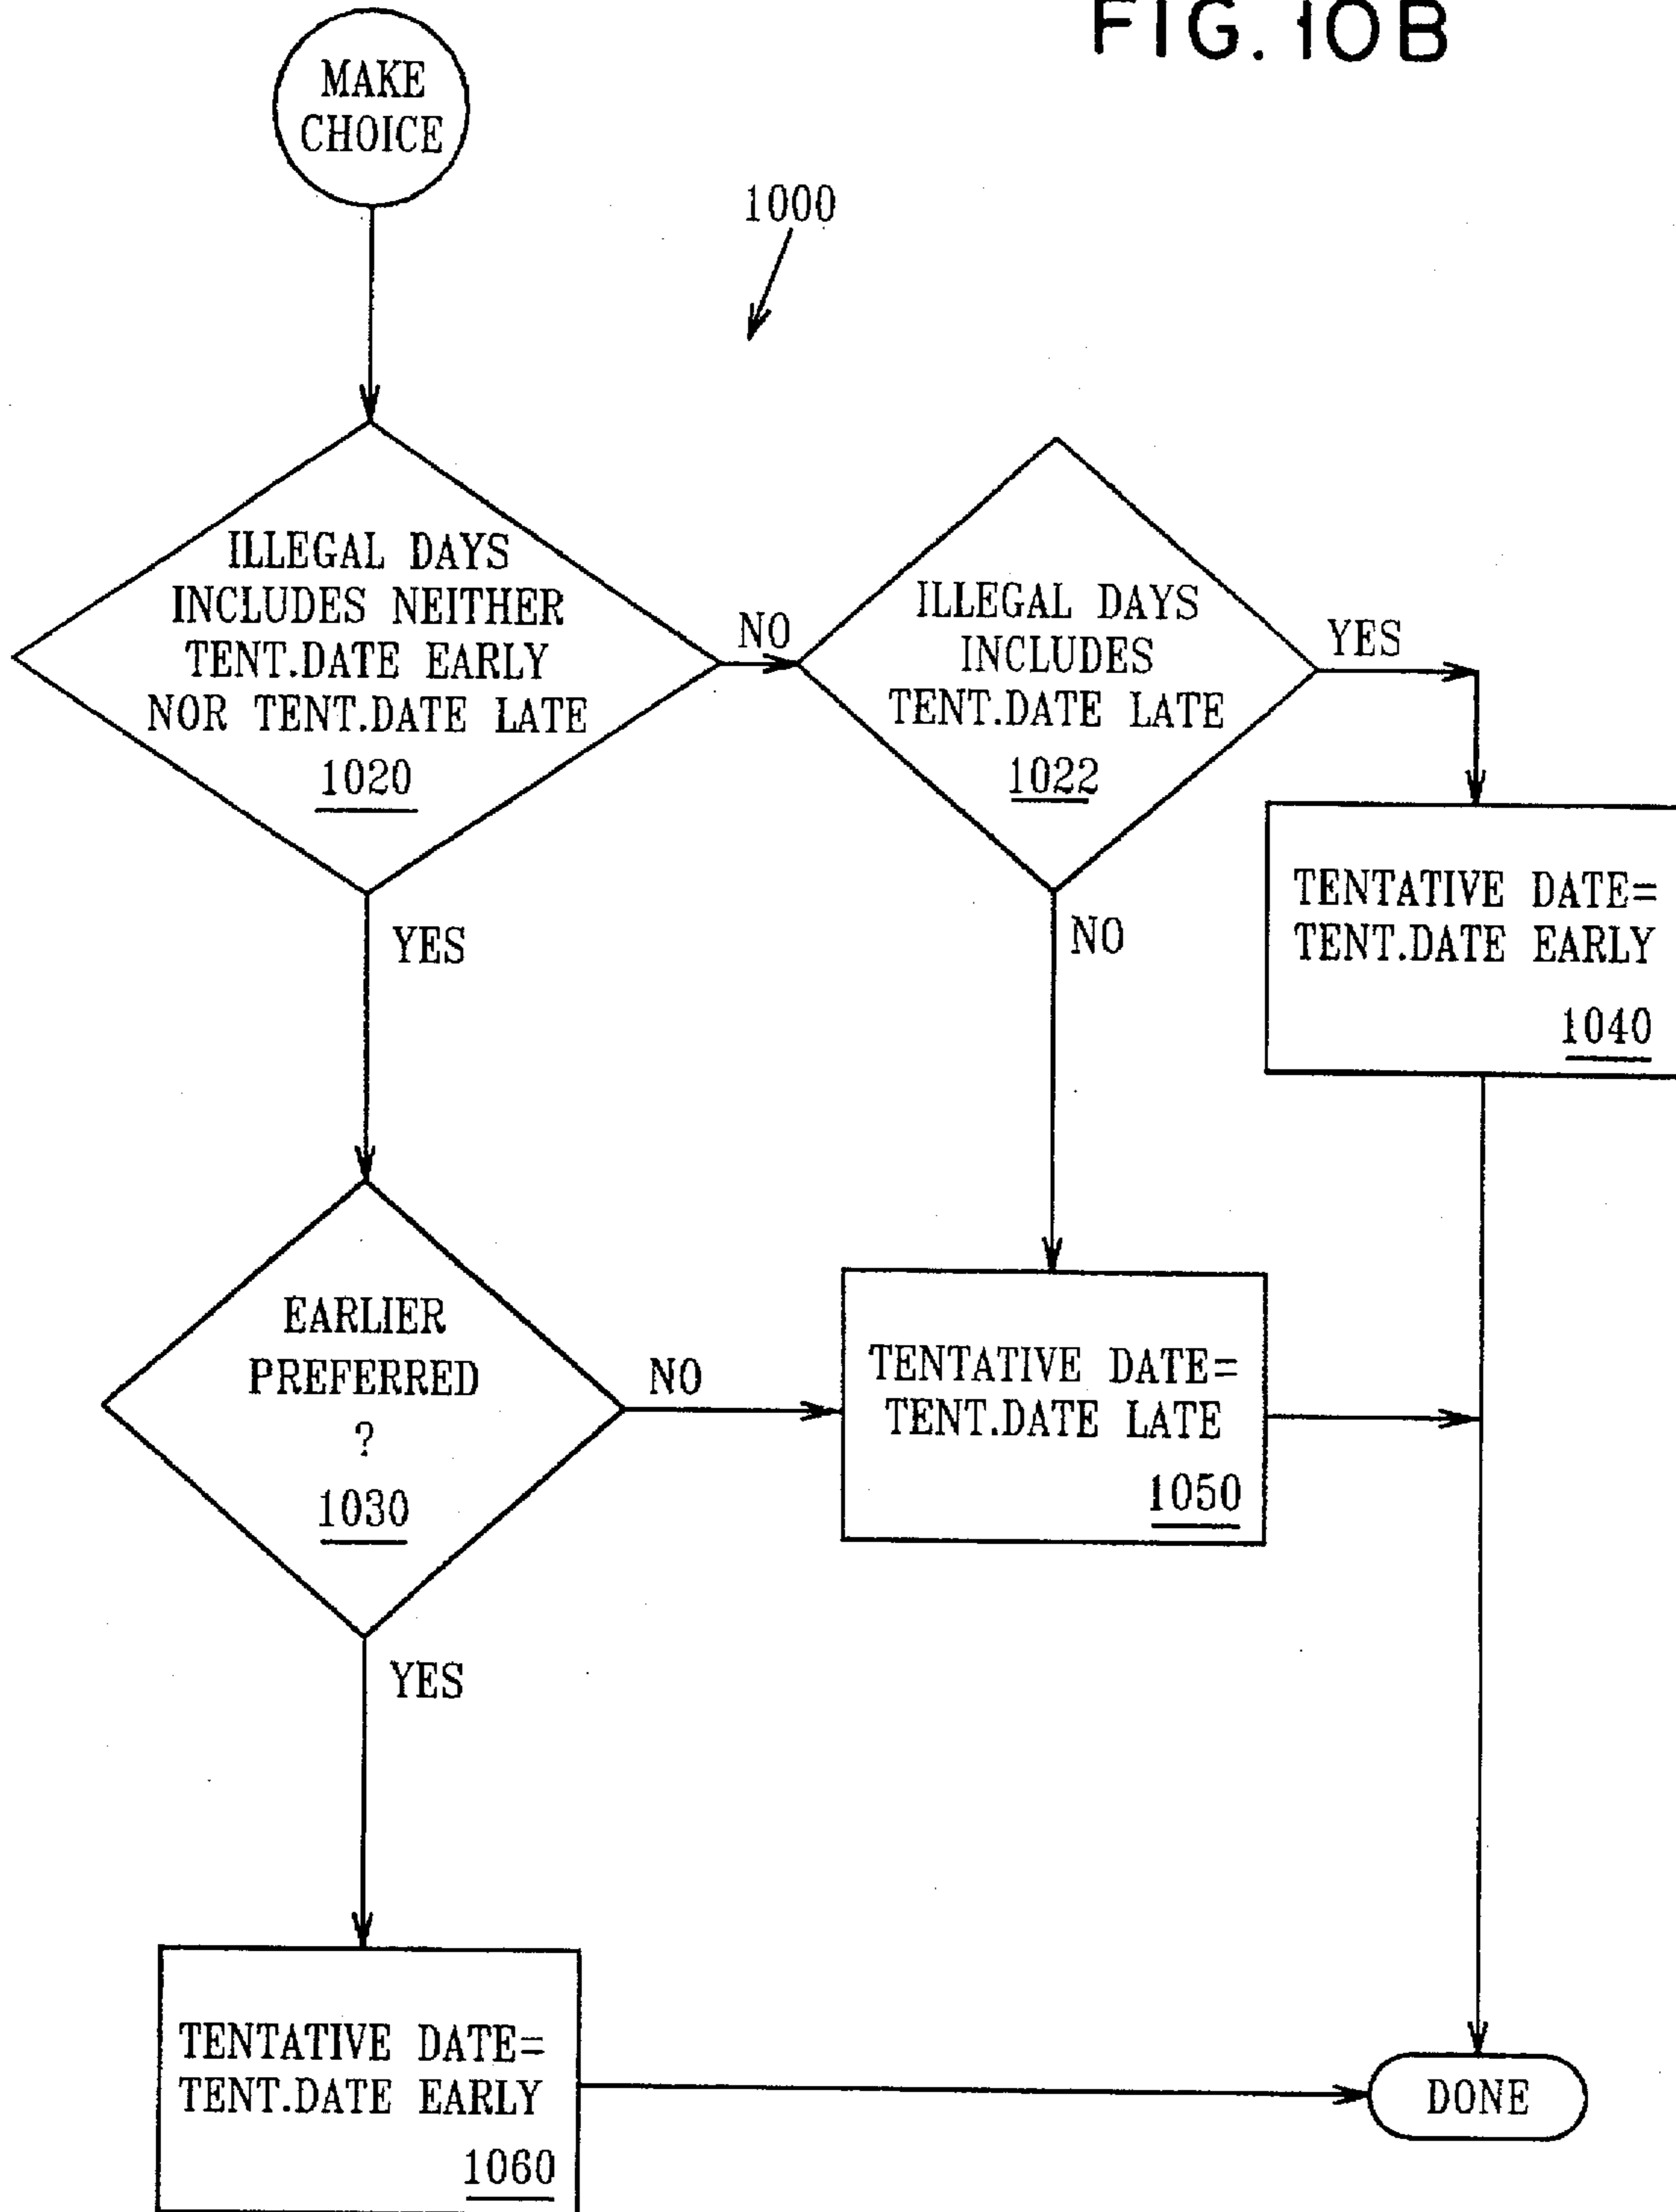 FIG. 10B
MAKE
CHOICE
1000
ILLEGAL DAYS
INCLUDES NEITHER
TENT.DATE EARLY
NOR TENT.DATE LATE
1020
NO
ILLEGAL DAYS
INCLUDES
TENT.DATE LATE
1022
YES
TENTATIVE DATE=
TENT.DATE EARLY
1040
YES
NO
EARLIER
PREFERRED
?
1030
NO
TENTATIVE DATE=
TENT.DATE LATE
1050
YES
TENTATIVE DATE=
TENT.DATE EARLY
1060
DONE